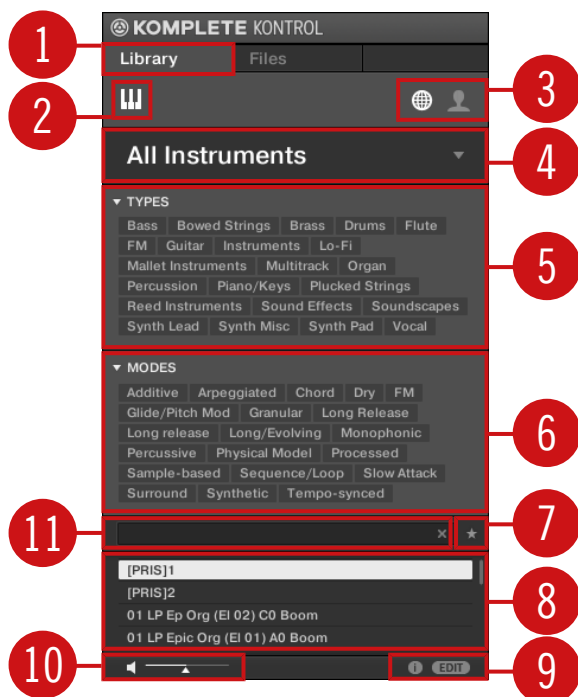 KOMPLETE KONTROL
1
Library Files
2
3
All Instruments
4
TYPES
Bass Bowed Strings Brass Drums Flute
FM Guitar Instruments Lo-Fi
Mallet Instruments Multitrack Organ
Percussion Piano/Keys Plucked Strings
Reed Instruments Sound Effects Soundscapes
Synth Lead Synth Misc Synth Pad Vocal
5
MODES
Additive Arpeggiated Chord Dry FM
Glide/Pitch Mod Granular Long Release
Long release Long/Evolving Monophonic
Percussive Physical Model Processed
Sample-based Sequence/Loop Slow Attack
Surround Synthetic Tempo-synced
6
11
7
[PRIS]1
[PRIS]2
01 LP Ep Org (EI 02) C0 Boom
01 LP Epic Org (EI 01) A0 Boom
8
10
i EDIT
9